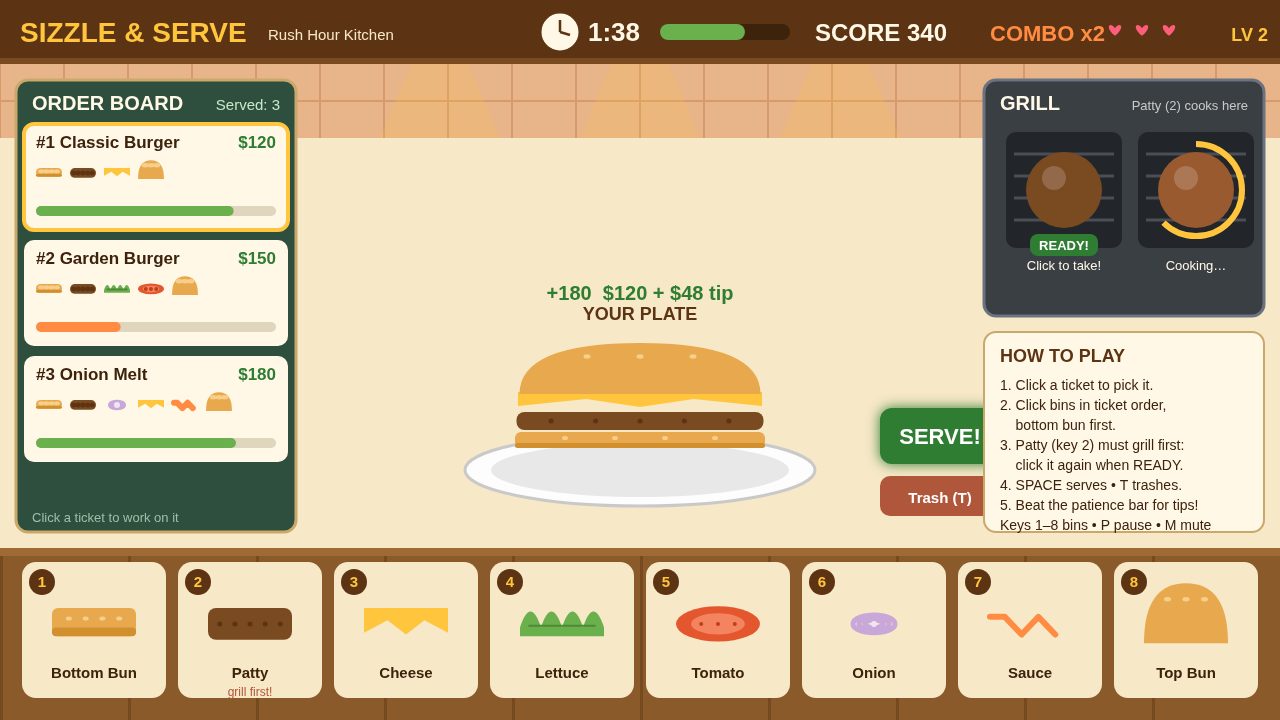 SIZZLE & SERVE
Rush Hour Kitchen
1:38
SCORE 340
COMBO x2
LV 2
ORDER BOARD
Served: 3
#1 Classic Burger
$120
#2 Garden Burger
$150
#3 Onion Melt
$180
Click a ticket to work on it
+180 $120 + $48 tip
YOUR PLATE
SERVE!
Trash (T)
GRILL
Patty (2) cooks here
READY!
Click to take!
Cooking…
HOW TO PLAY
1. Click a ticket to pick it.
2. Click bins in ticket order,
bottom bun first.
3. Patty (key 2) must grill first:
click it again when READY.
4. SPACE serves • T trashes.
5. Beat the patience bar for tips!
Keys 1–8 bins • P pause • M mute
1
Bottom Bun
2
Patty
grill first!
3
Cheese
4
Lettuce
5
Tomato
6
Onion
7
Sauce
8
Top Bun